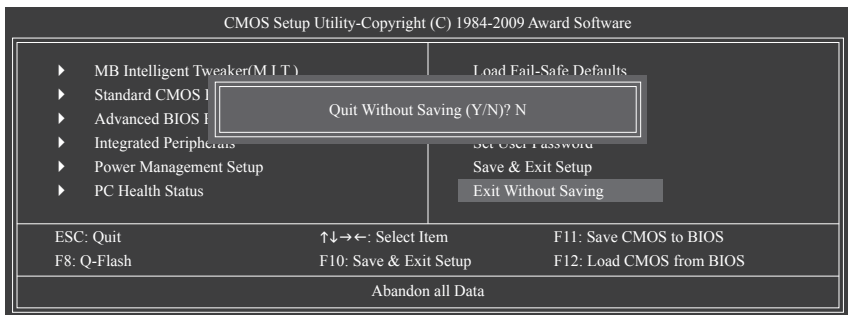 CMOS Setup Utility-Copyright (C) 1984-2009 Award Software
MB Intelligent Tweaker(M.I.T.)
Standard CMOS
Advanced BIOS
Integrated Peripherals
Power Management Setup
PC Health Status
Load Fail-Safe Defaults
Set User Password
Save & Exit Setup
Exit Without Saving
Quit Without Saving (Y/N)? N
ESC: Quit
↑↓→←: Select Item
F11: Save CMOS to BIOS
F8: Q-Flash
F10: Save & Exit Setup
F12: Load CMOS from BIOS
Abandon all Data